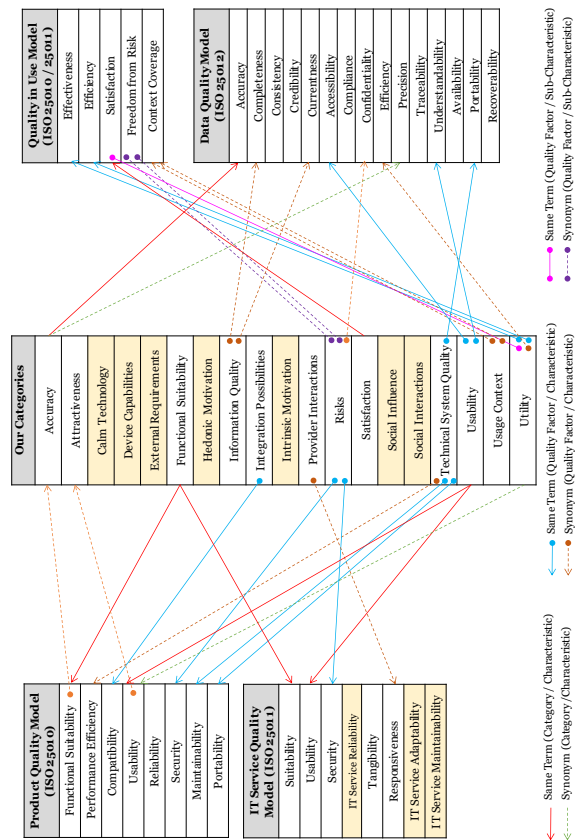 Product Quality Model
(ISO 25010)
Functional Suitability
Performance Efficiency
Compatibility
Usability
Reliability
Security
Maintainability
Portability
IT Service Quality
Model (ISO 25011)
Suitability
Usability
Security
IT Service Reliability
Tangibility
Responsiveness
IT Service Adaptability
IT Service Maintainability
Our Categories
Accuracy
Attractiveness
Calm Technology
Device Capabilities
External Requirements
Functional Suitability
Hedonic Motivation
Information Quality
Integration Possibilities
Intrinsic Motivation
Provider Interactions
Risks
Satisfaction
Social Influence
Social Interactions
Technical System Quality
Usability
Usage Context
Utility
Quality in Use Model
(ISO 25010 / 25011)
Effectiveness
Efficiency
Satisfaction
Freedom from Risk
Context Coverage
Data Quality Model
(ISO 25012)
Accuracy
Completeness
Consistency
Credibility
Currentness
Accessibility
Compliance
Confidentiality
Efficiency
Precision
Traceability
Understandability
Availability
Portability
Recoverability
Same Term (Category / Characteristic)
Synonym (Category /Characteristic)
Same Term (Quality Factor / Characteristic)
Synonym (Quality Factor / Characteristic)
Same Term (Quality Factor / Sub-Characteristic)
Synonym (Quality Factor / Sub-Characteristic)